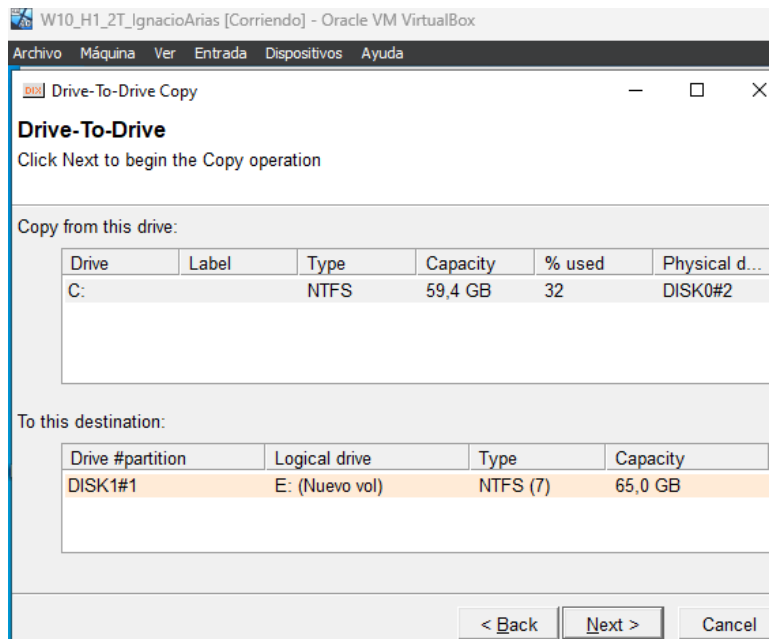 W10_H1_2T_IgnacioArias [Corriendo] - Oracle VM VirtualBox
Archivo Máquina Ver Entrada Dispositivos Ayuda
DIX Drive-To-Drive Copy
Drive-To-Drive
Click Next to begin the Copy operation
Copy from this drive:
Drive Label Type Capacity % used Physical d...
C: NTFS 59,4 GB 32 DISK0#2
To this destination:
Drive #partition Logical drive Type Capacity
DISK1#1 E: (Nuevo vol) NTFS (7) 65,0 GB
< Back Next > Cancel